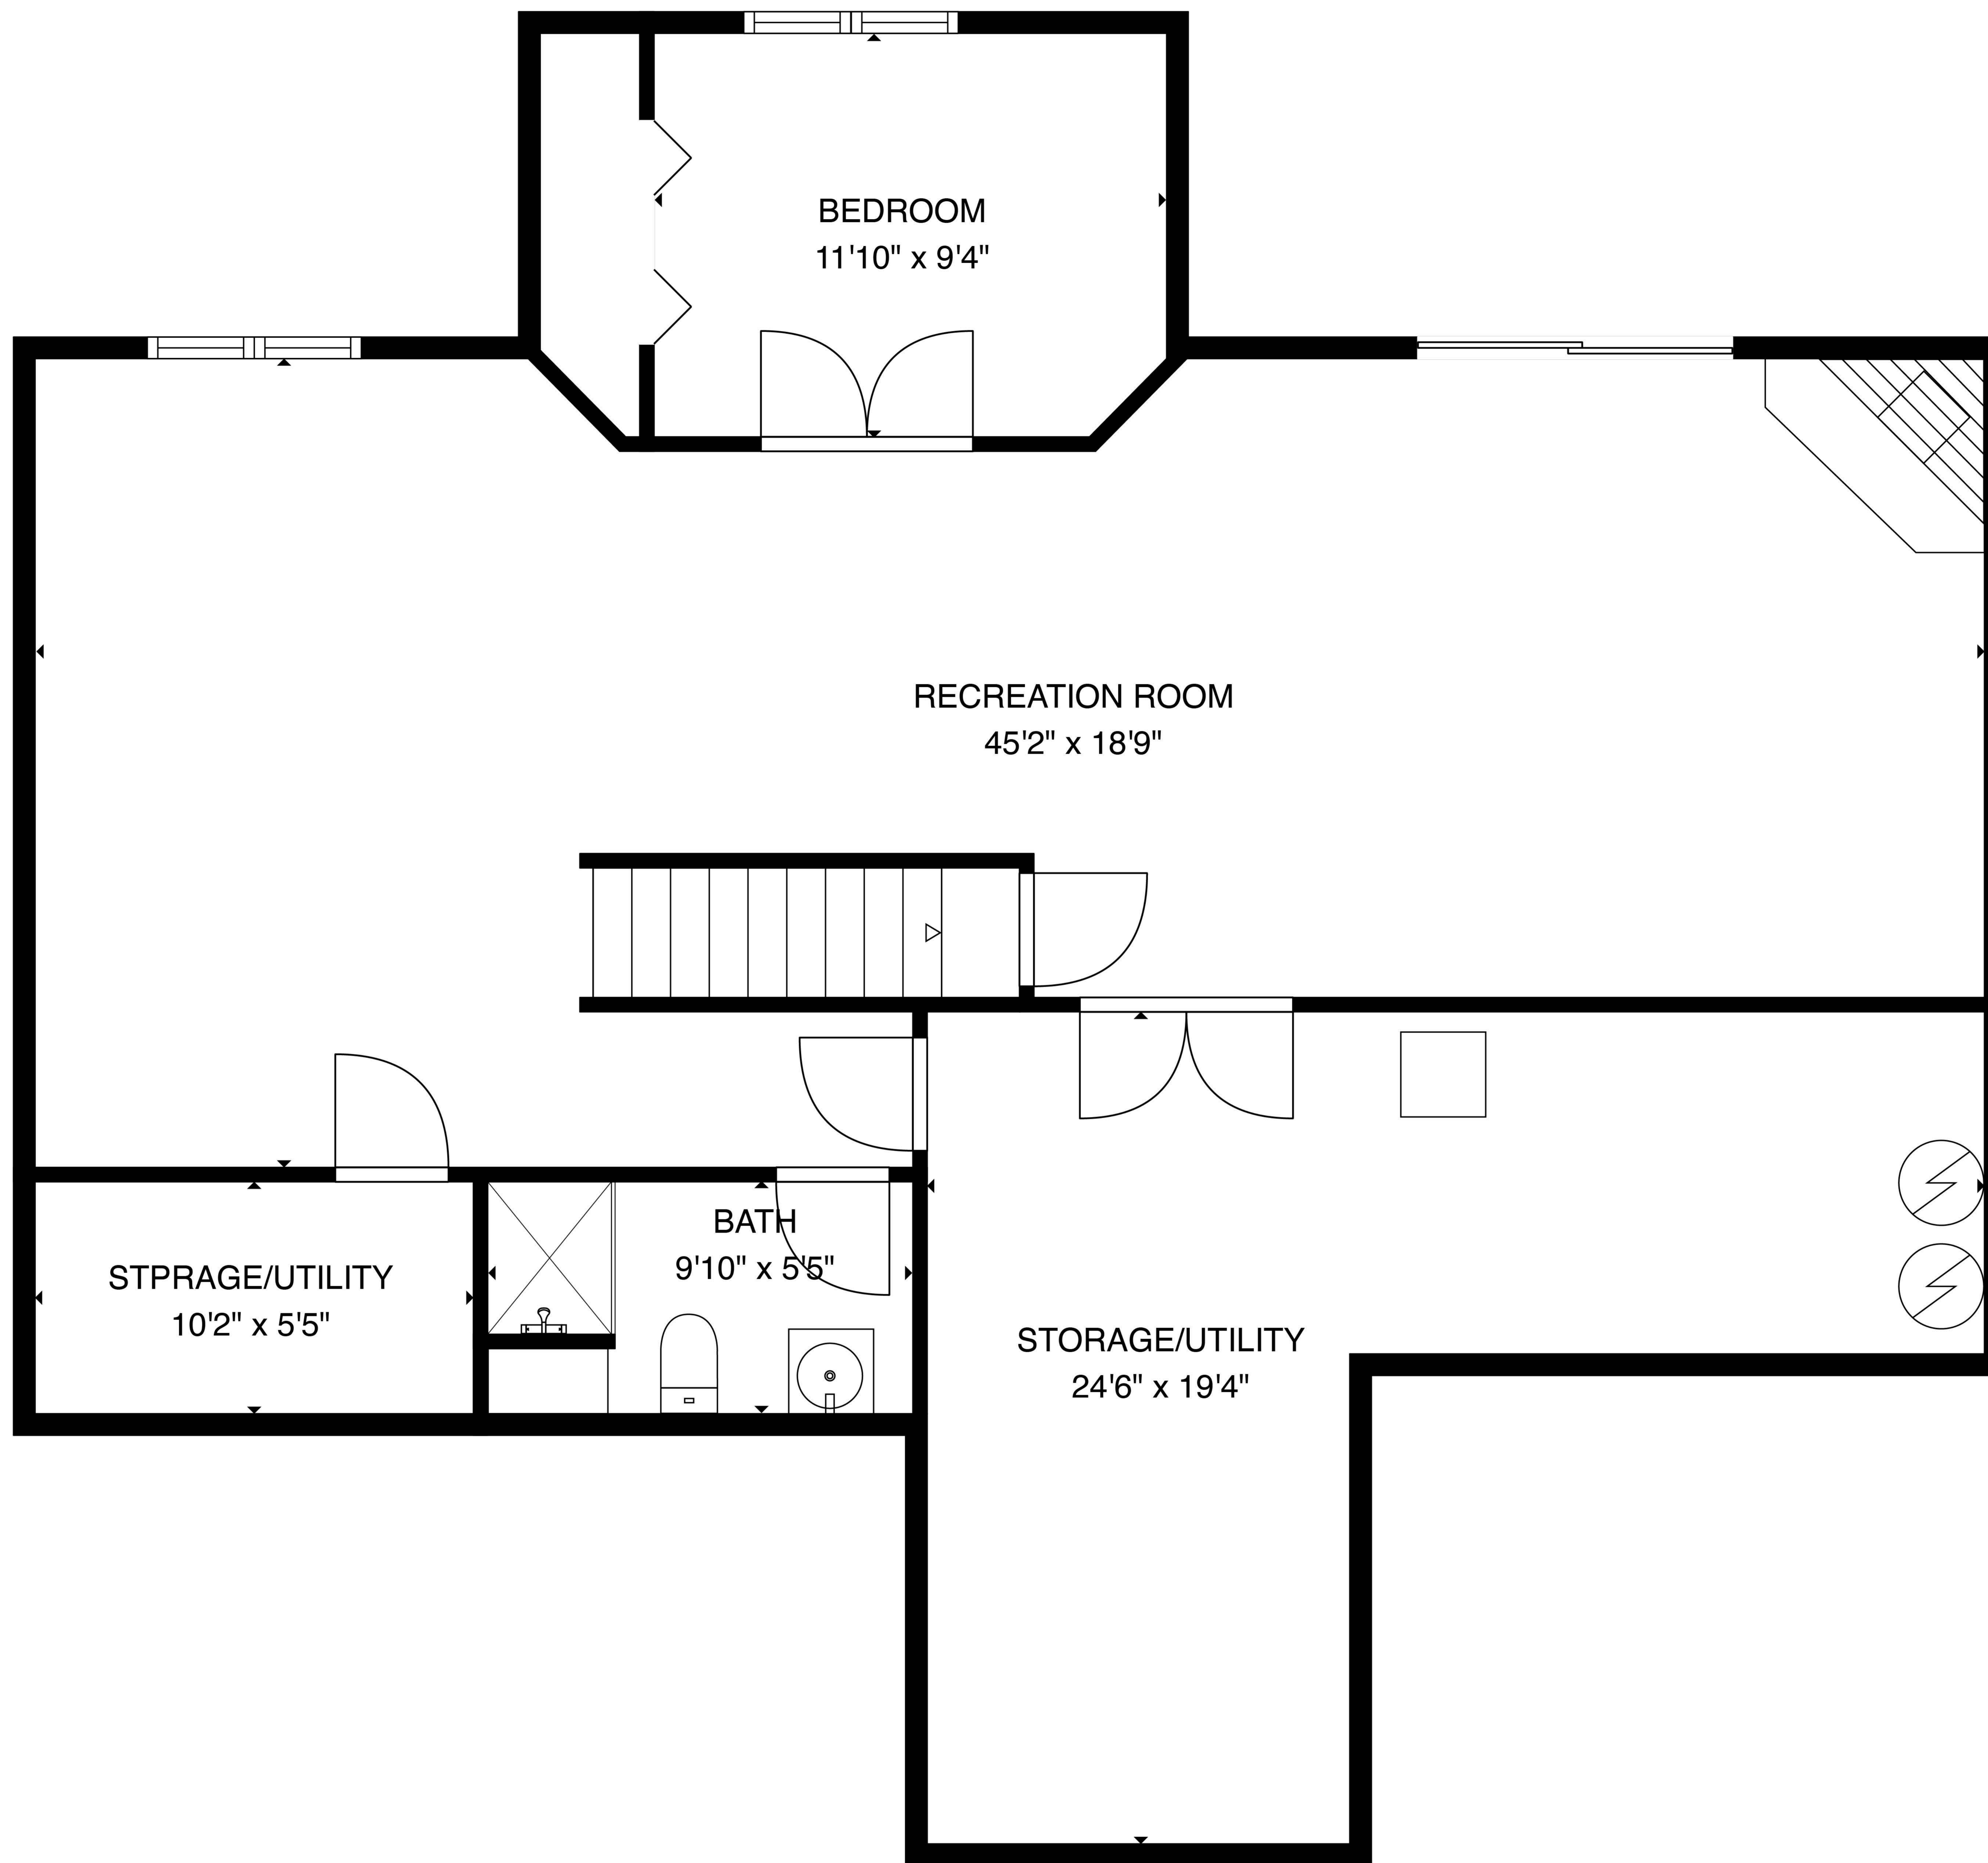 BEDROOM
11'10" x 9'4"
RECREATION ROOM
45'2" x 18'9"
BATH
9'10" x 5'5"
STPRAGE/UTILITY
10'2" x 5'5"
STORAGE/UTILITY
24'6" x 19'4"